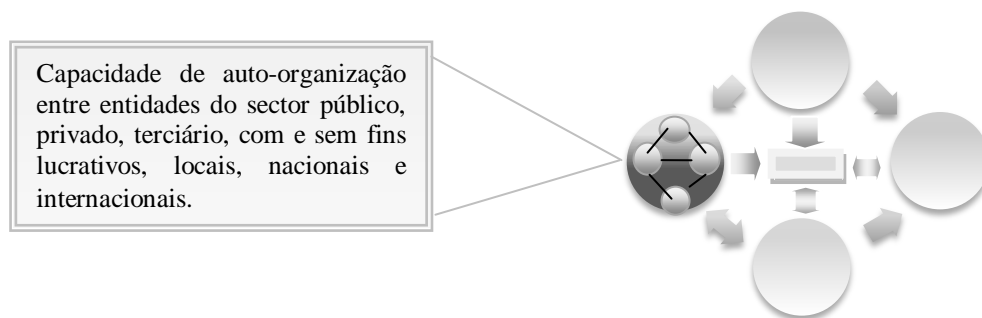 Capacidade de auto-organização
entre entidades do sector público,
privado, terciário, com e sem fins
lucrativos, locais, nacionais e
internacionais.